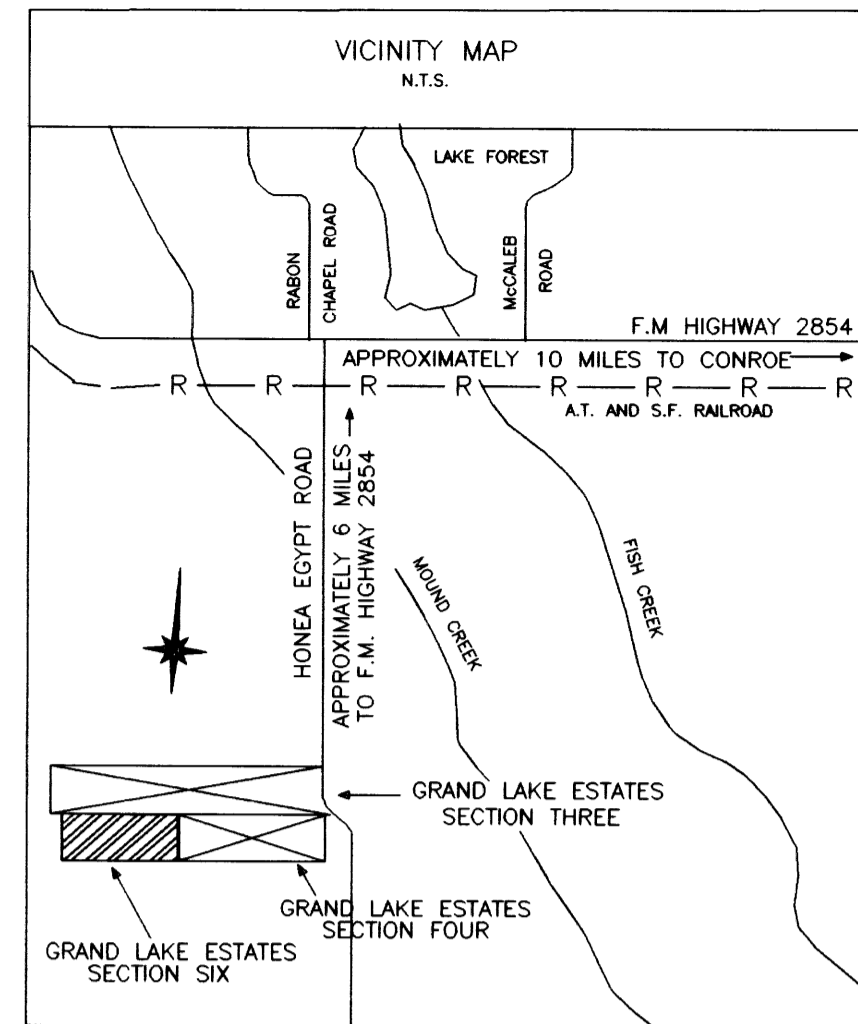 VICINITY MAP
N.T.S.
LAKE FOREST
RABON
CHAPEL ROAD
McCALEB
ROAD
F.M HIGHWAY 2854
APPROXIMATELY 10 MILES TO CONROE
R R R R R R R R
A.T. AND S.F. RAILROAD
HONEA EGYPT ROAD
APPROXIMATELY 6 MILES
TO F.M. HIGHWAY 2854
MOUND CREEK
FISH CREEK
GRAND LAKE ESTATES
SECTION THREE
GRAND LAKE ESTATES
SECTION FOUR
GRAND LAKE ESTATES
SECTION SIX